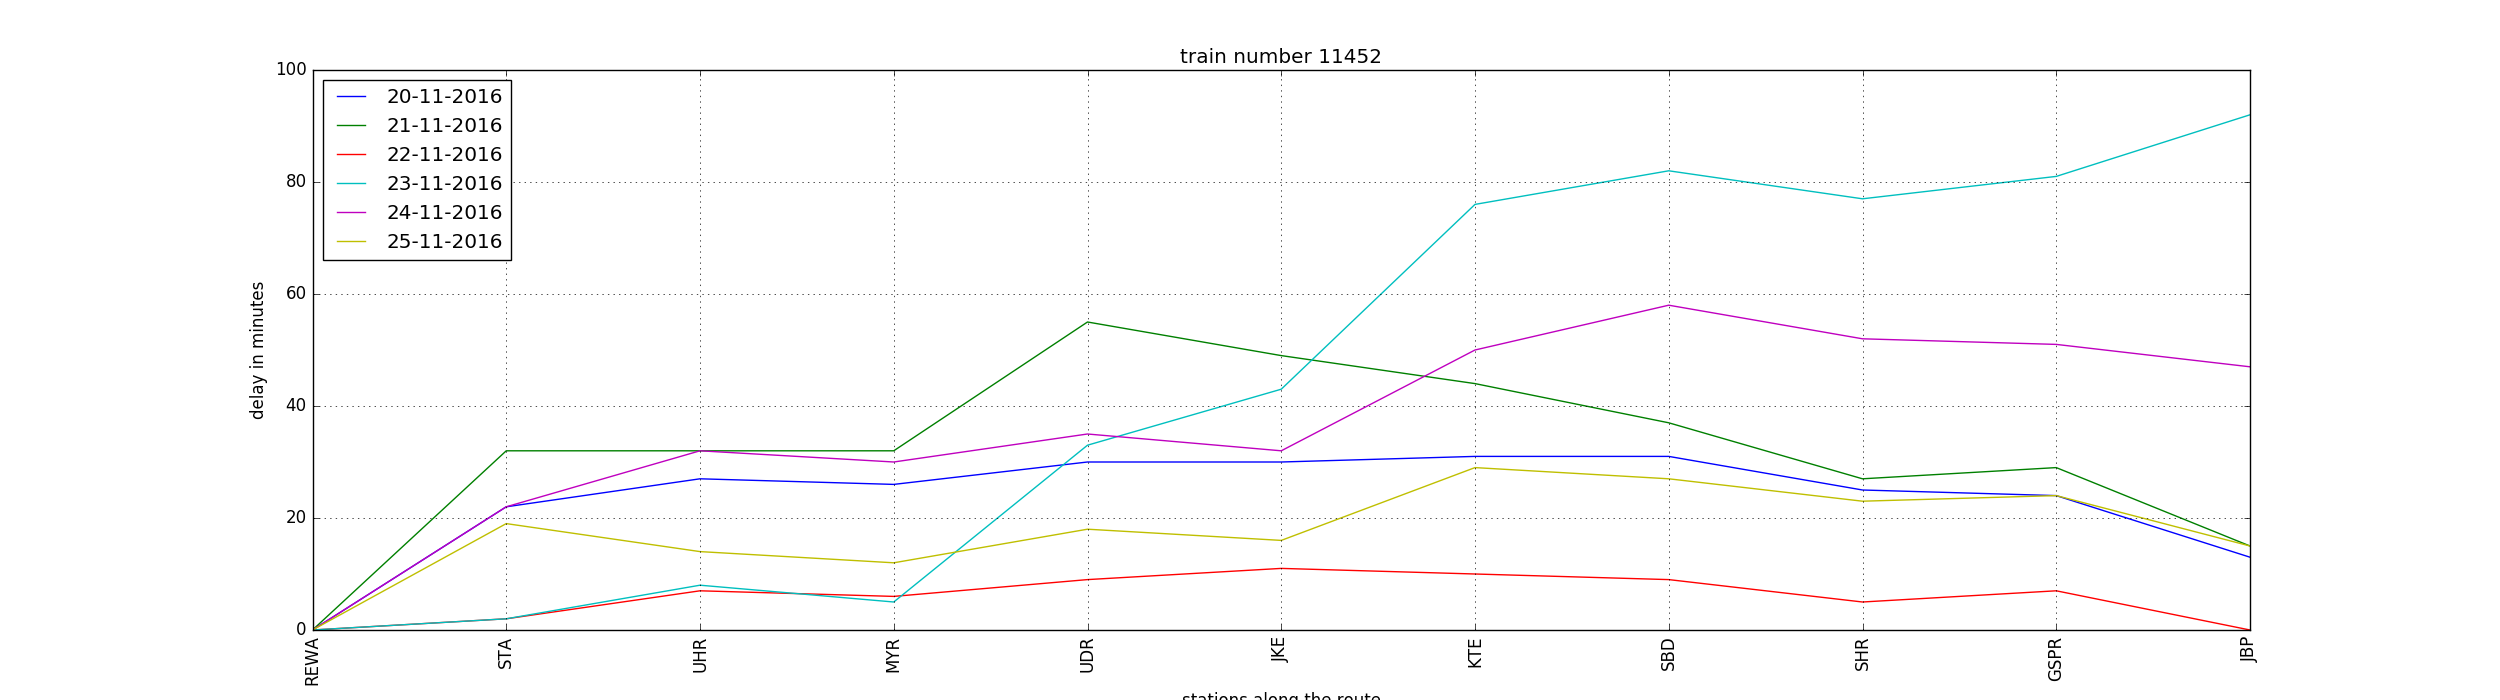 train number 11452
100
80
60
40
20
0
delay in minutes
20-11-2016
21-11-2016
22-11-2016
23-11-2016
24-11-2016
25-11-2016
REWA
STA
UHR
MYR
UDR
JKE
KTE
SBD
SHR
GSPR
JBP
stations along the route